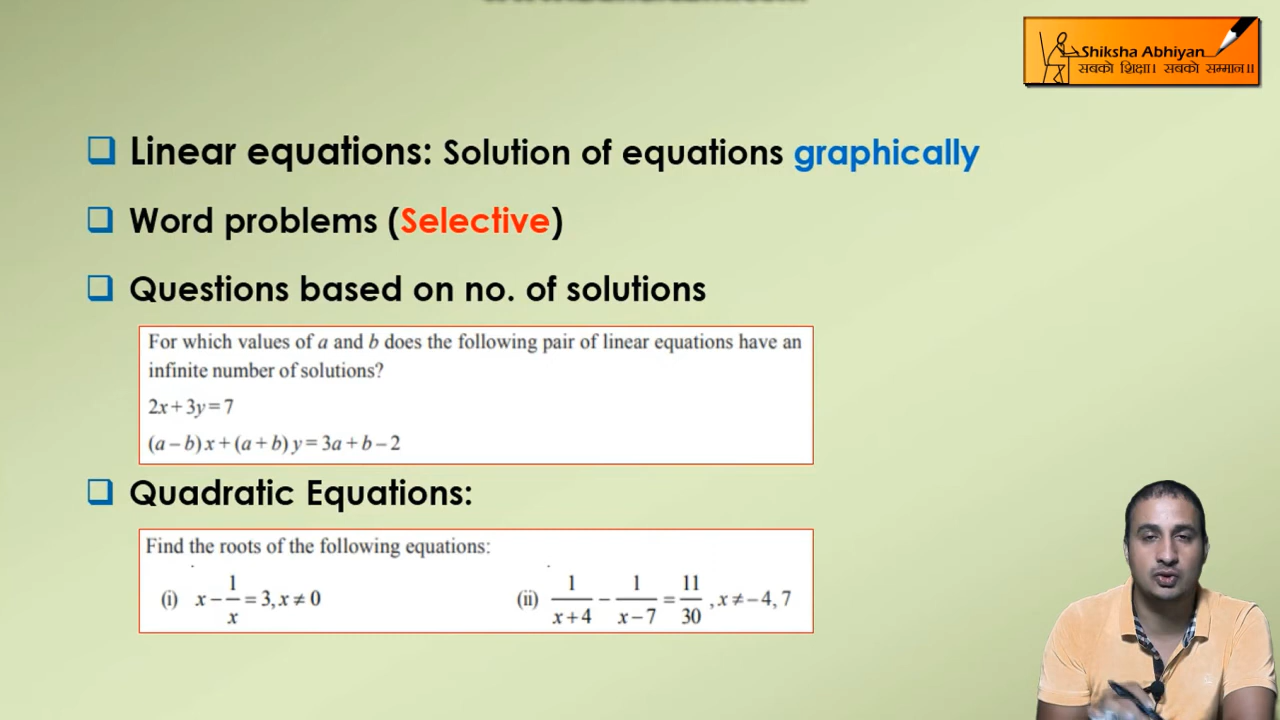 Shiksha Abhiyan
सबको शिक्षा। सबको सम्मान॥
Linear equations: Solution of equations graphically
Word problems (Selective)
Questions based on no. of solutions
For which values of a and b does the following pair of linear equations have an
infinite number of solutions?
2x + 3y = 7
(a – b) x + (a + b) y = 3a + b – 2
Quadratic Equations:
Find the roots of the following equations:
(i) x – 1/x = 3, x ≠ 0
(ii) 1/(x + 4) – 1/(x – 7) = 11/30 , x ≠ – 4, 7